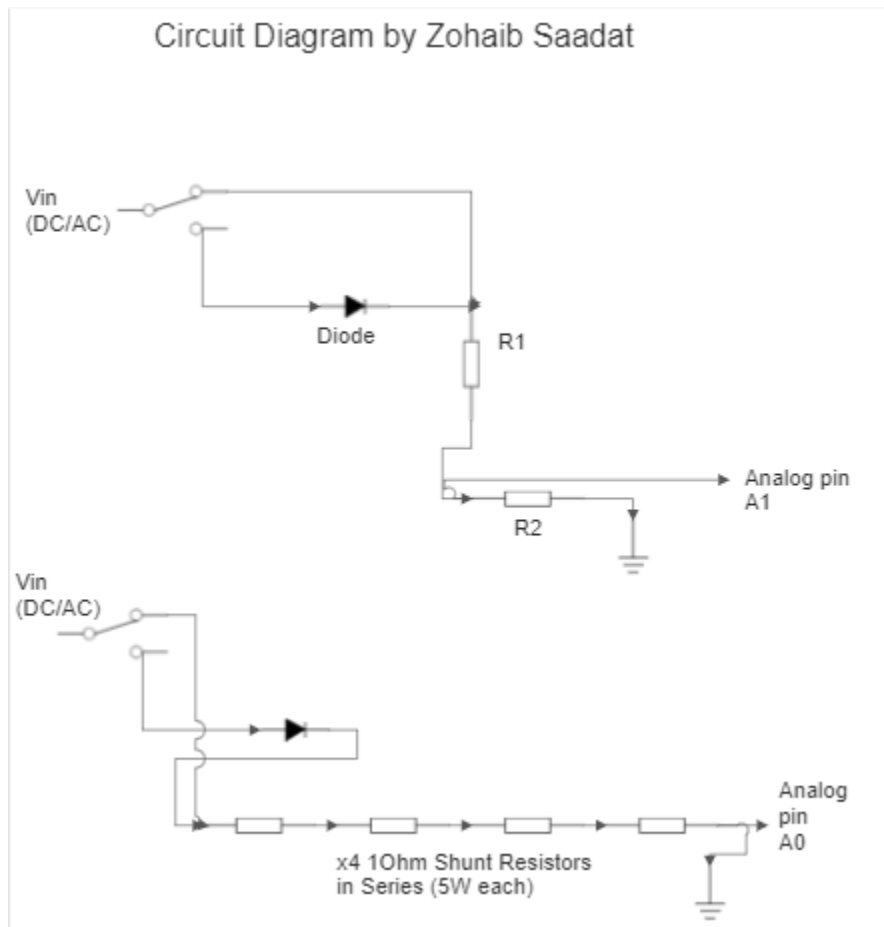 Circuit Diagram by Zohaib Saadat
Vin
(DC/AC)
Diode
R1
Analog pin
A1
R2
Vin
(DC/AC)
Analog
pin
A0
x4 1Ohm Shunt Resistors
in Series (5W each)